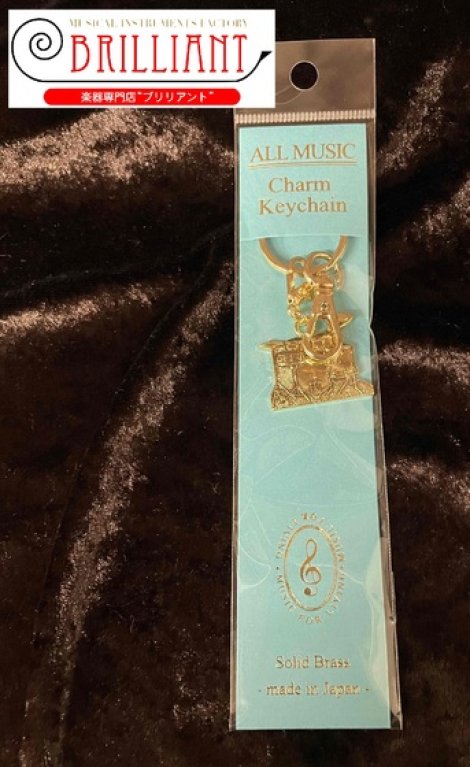 MUSICAL INSTRUMENTS FACTORY
BRILLIANT
楽器専門店"ブリリアント"
ALL MUSIC
Charm
Keychain
Solid Brass
- made in Japan -